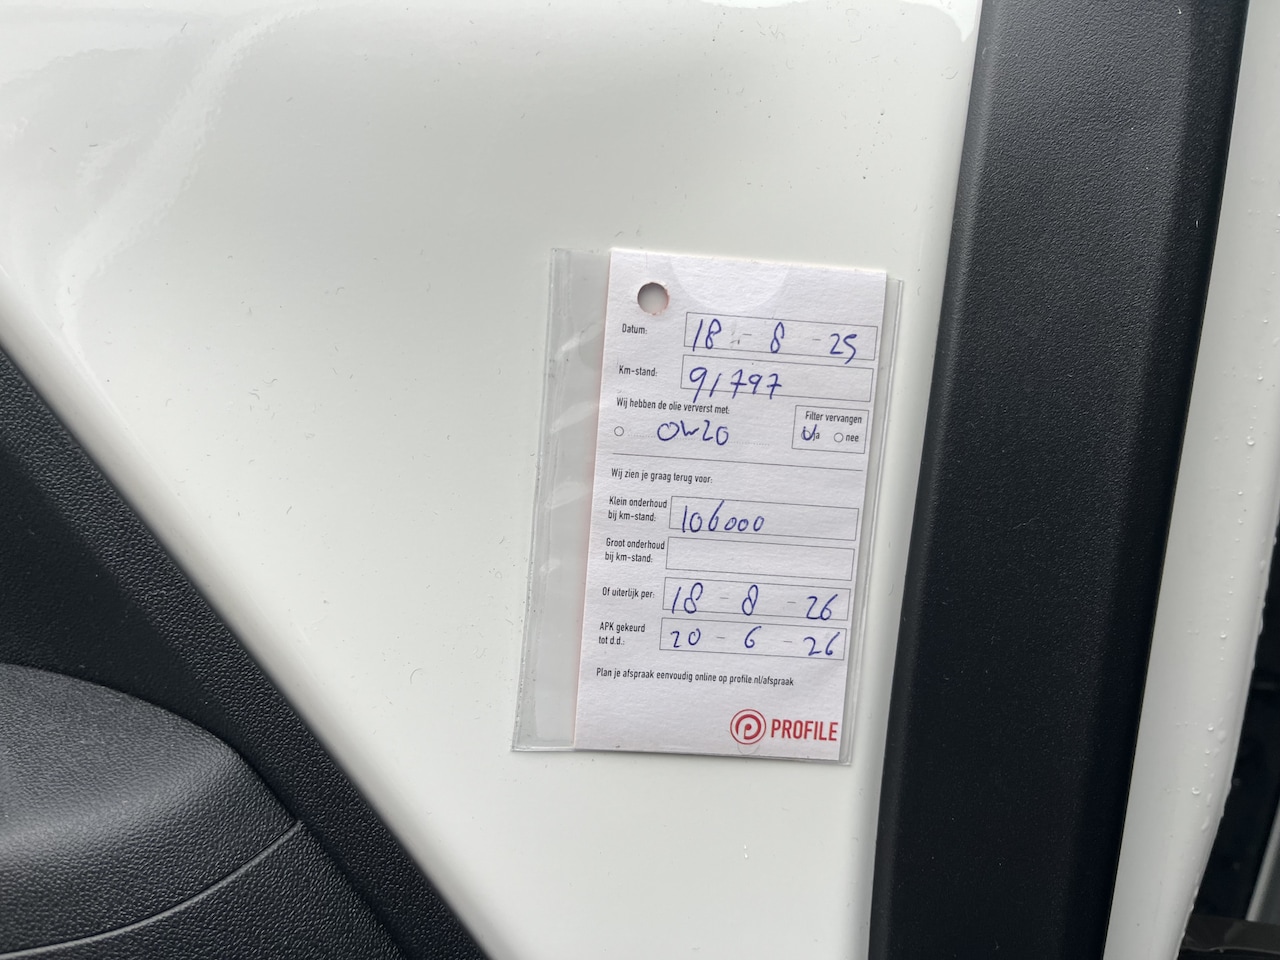 Datum: 18 - 8 - 25
Km-stand: 91797
Wij hebben de olie ververst met:
0W20
Filter vervangen
ja nee
Wij zien je graag terug voor:
Klein onderhoud
bij km-stand: 106000
Groot onderhoud
bij km-stand:
Of uiterlijk per: 18 - 8 - 26
APK gekeurd
tot d.d.: 20 - 6 - 26
Plan je afspraak eenvoudig online op profile.nl/afspraak
PROFILE